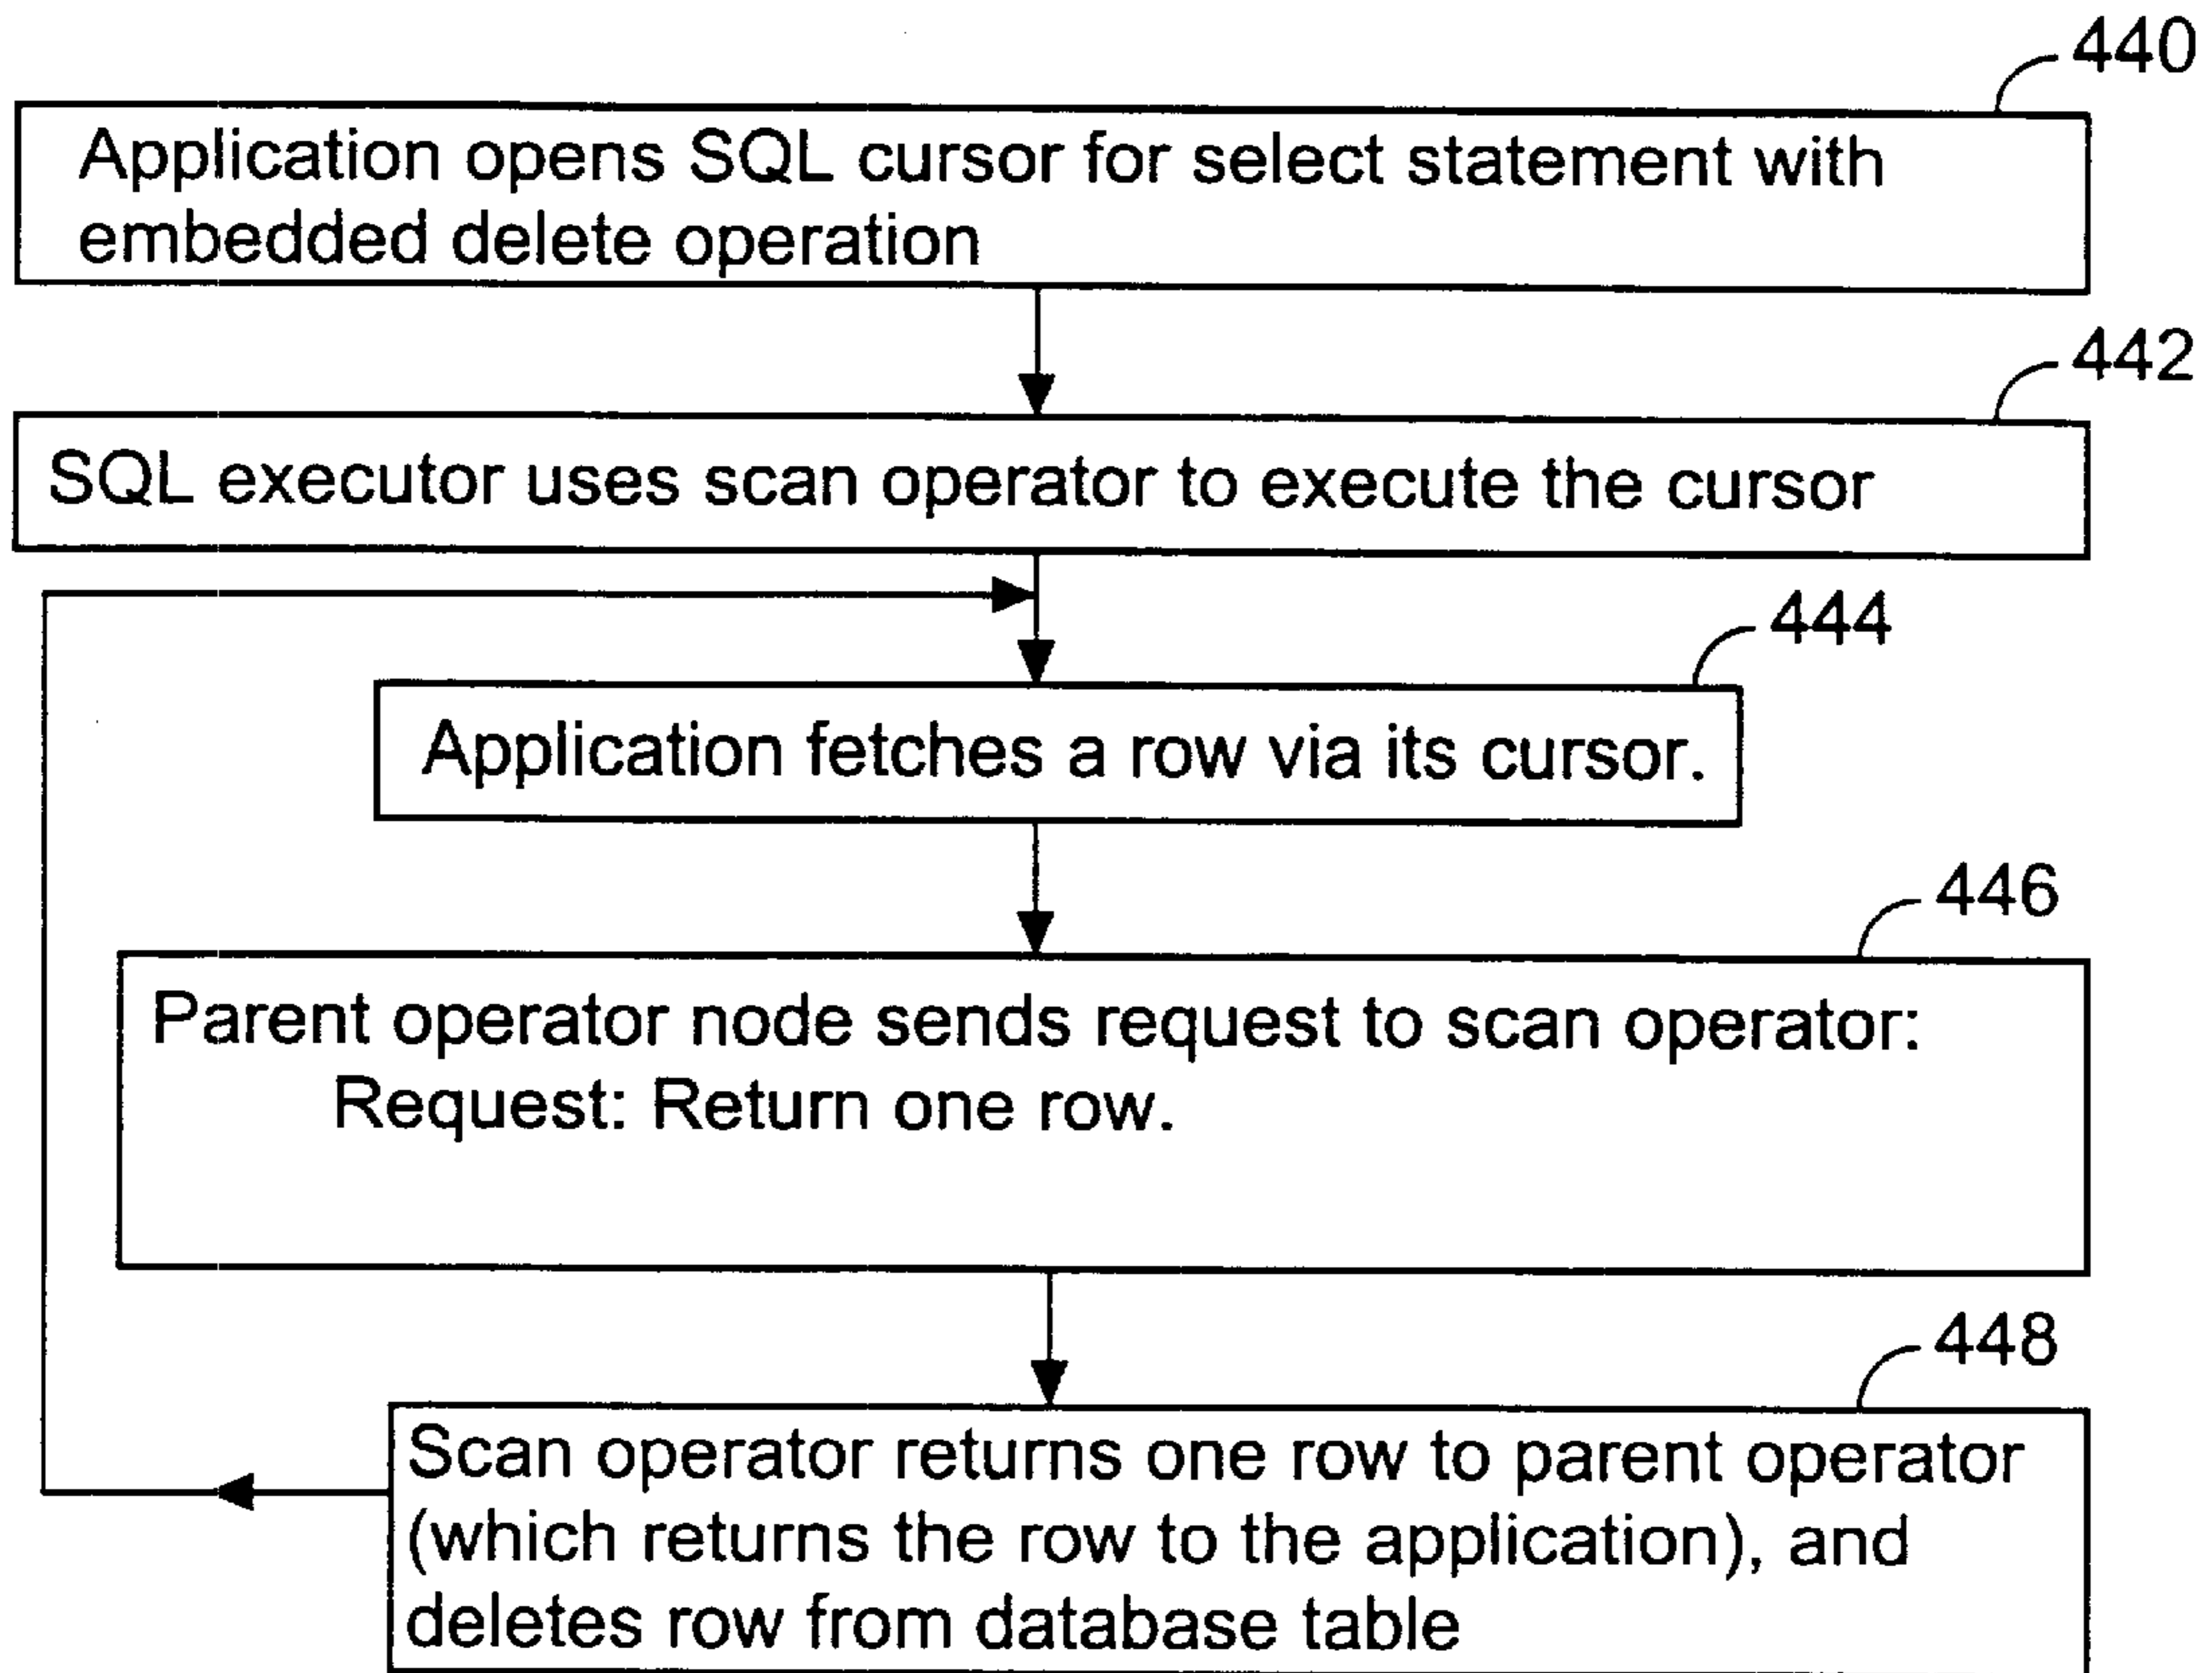 440
Application opens SQL cursor for select statement with
embedded delete operation
442
SQL executor uses scan operator to execute the cursor
444
Application fetches a row via its cursor.
446
Parent operator node sends request to scan operator:
Request: Return one row.
448
Scan operator returns one row to parent operator
(which returns the row to the application), and
deletes row from database table